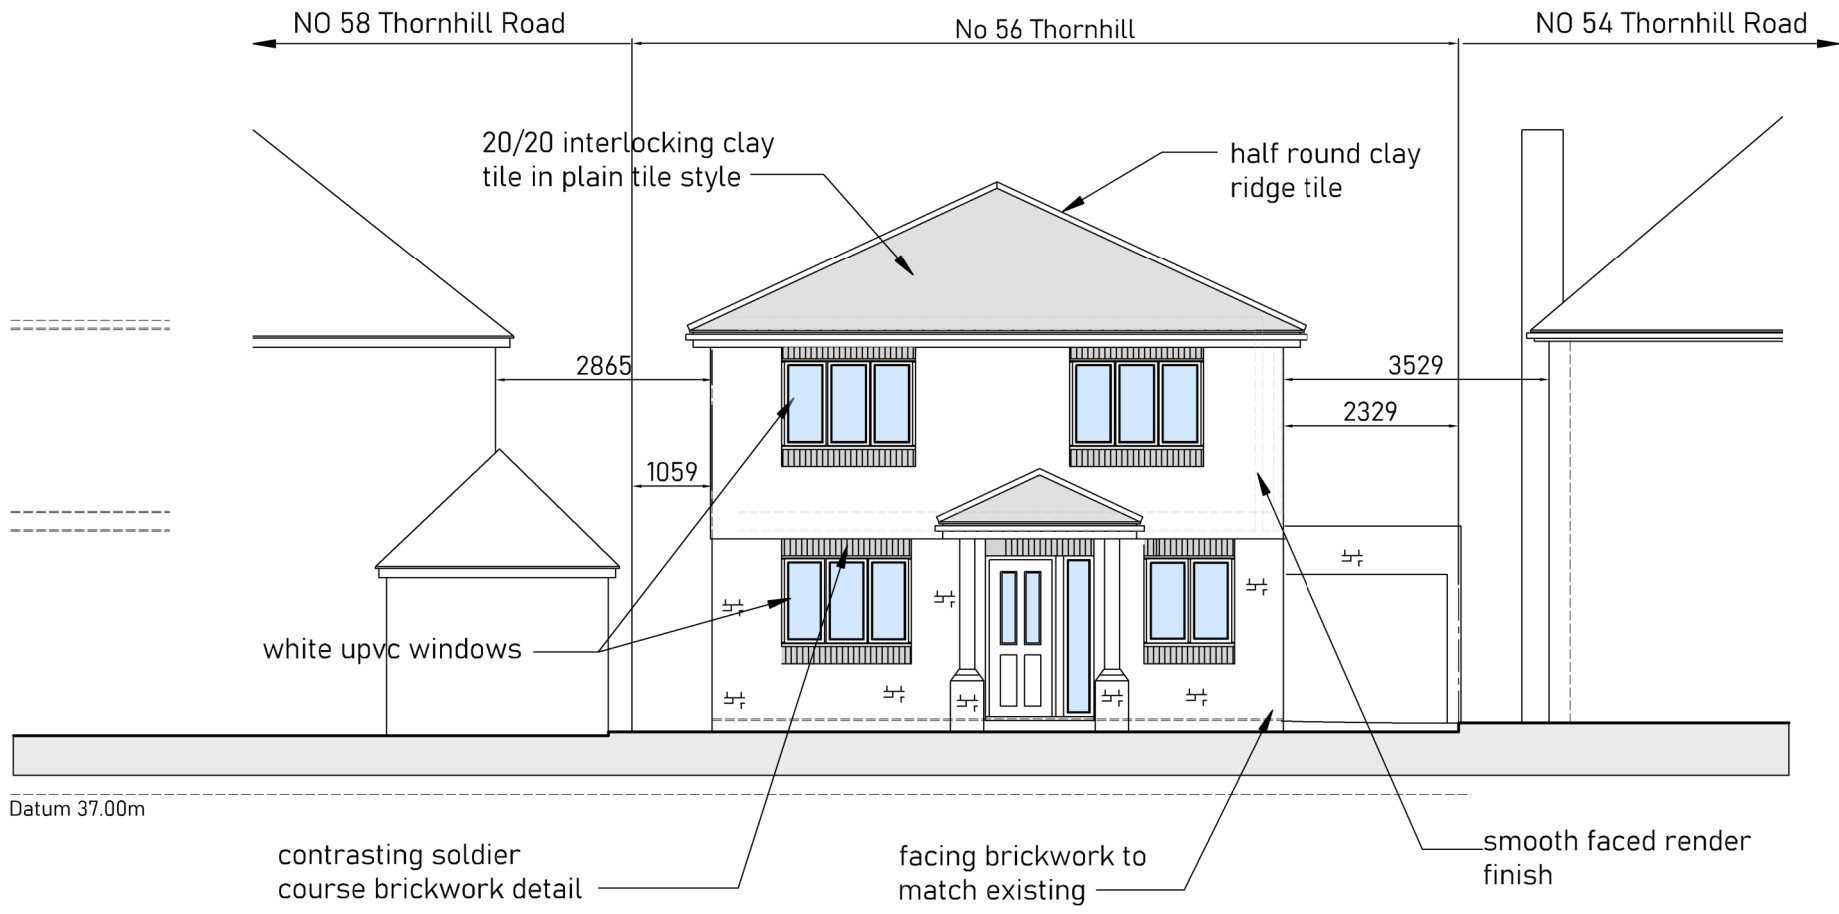 NO 58 Thornhill Road
No 56 Thornhill
NO 54 Thornhill Road
20/20 interlocking clay
tile in plain tile style
half round clay
ridge tile
2865
3529
2329
1059
white upvc windows
Datum 37.00m
contrasting soldier
course brickwork detail
facing brickwork to
match existing
smooth faced render
finish